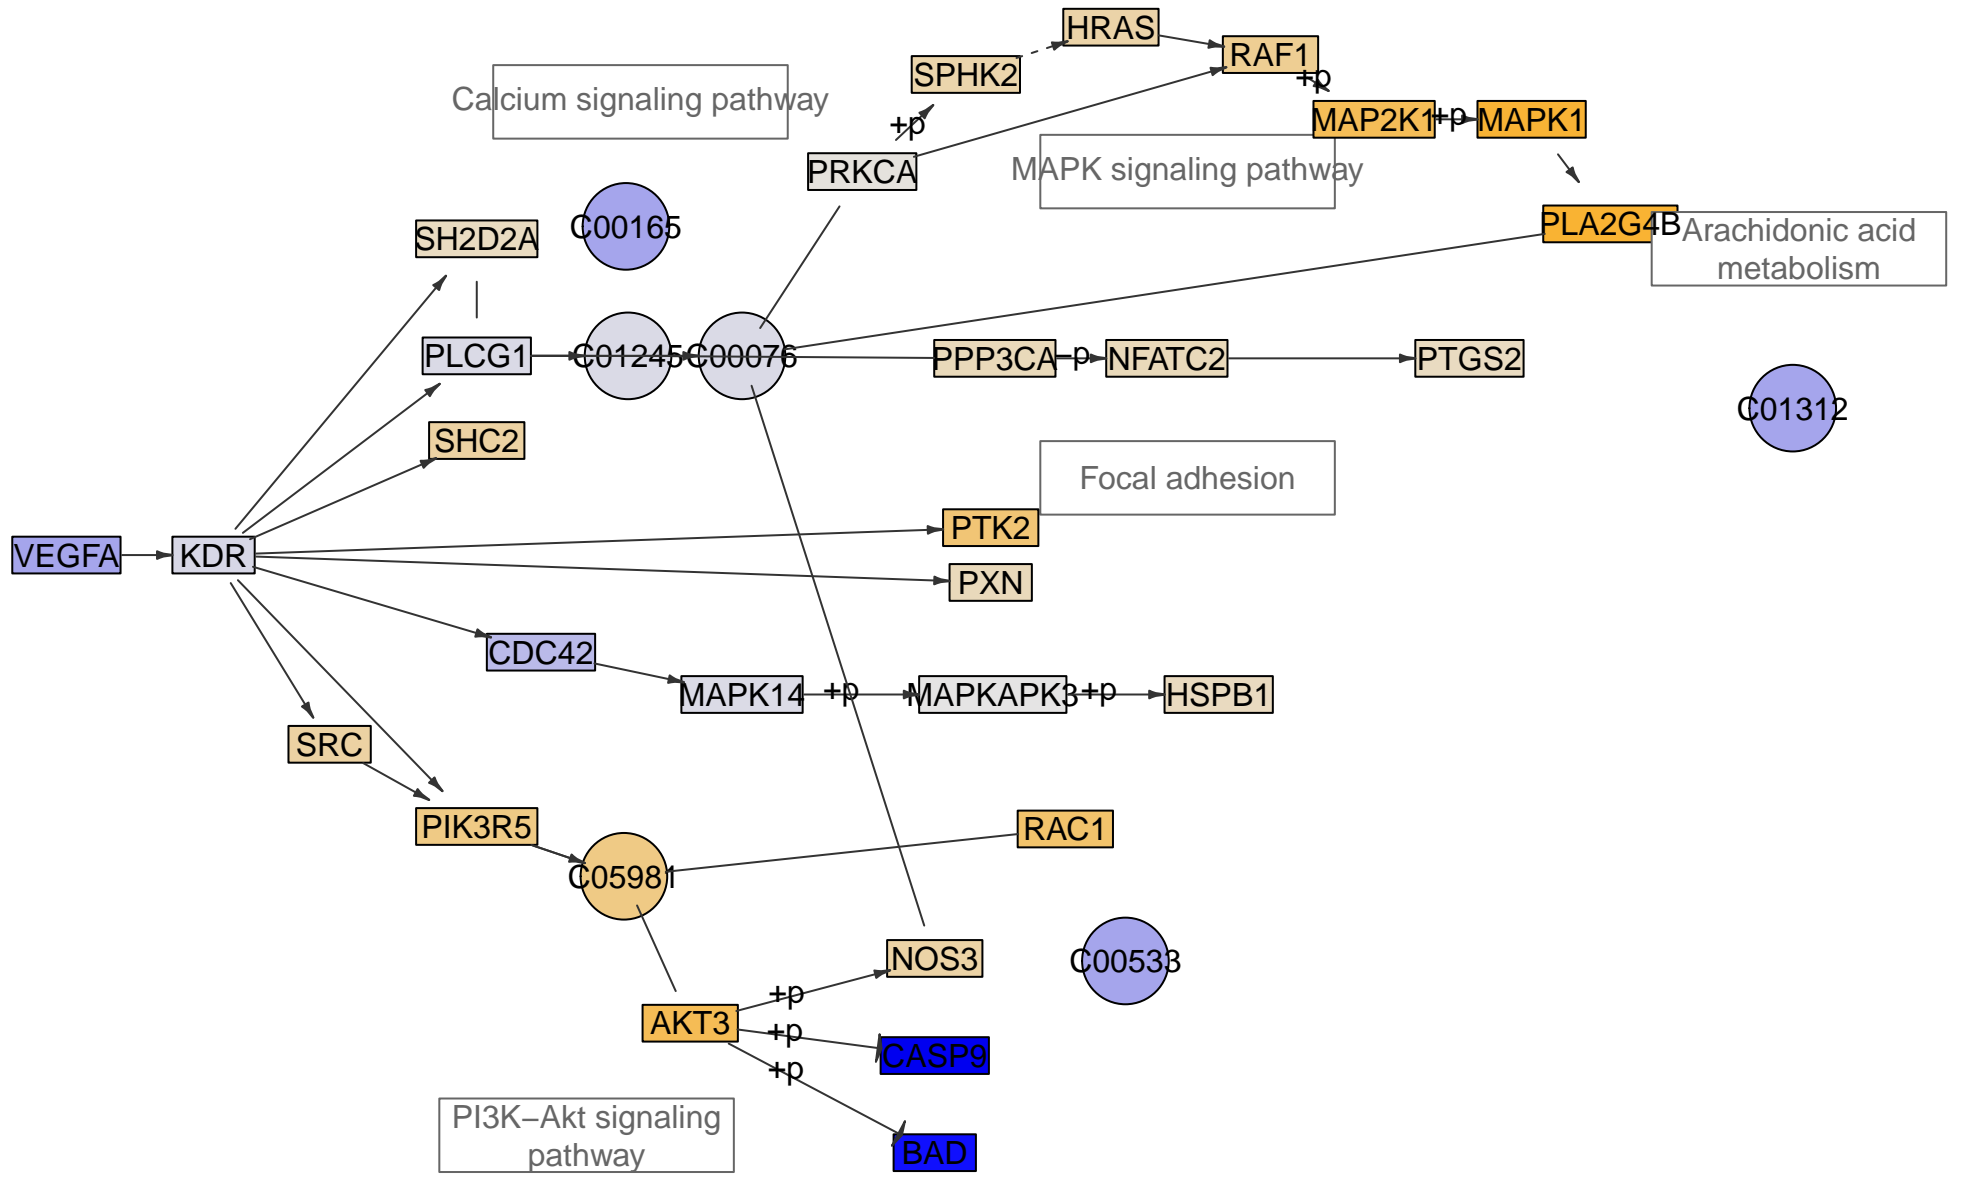 HRAS
RAF1
+p
SPHK2
Calcium signaling pathway
+p
MAP2K1
+p
MAPK1
PRKCA
MAPK signaling pathway
SH2D2A
C00165
PLA2G4B
Arachidonic acid
metabolism
PLCG1
C01245
C00076
PPP3CA
−p
NFATC2
PTGS2
C01312
SHC2
Focal adhesion
PTK2
VEGFA
KDR
PXN
CDC42
MAPK14
+p
MAPKAPK3
+p
HSPB1
SRC
PIK3R5
RAC1
C05981
NOS3
C00533
+p
AKT3
+p
CASP9
+p
PI3K−Akt signaling
pathway
BAD